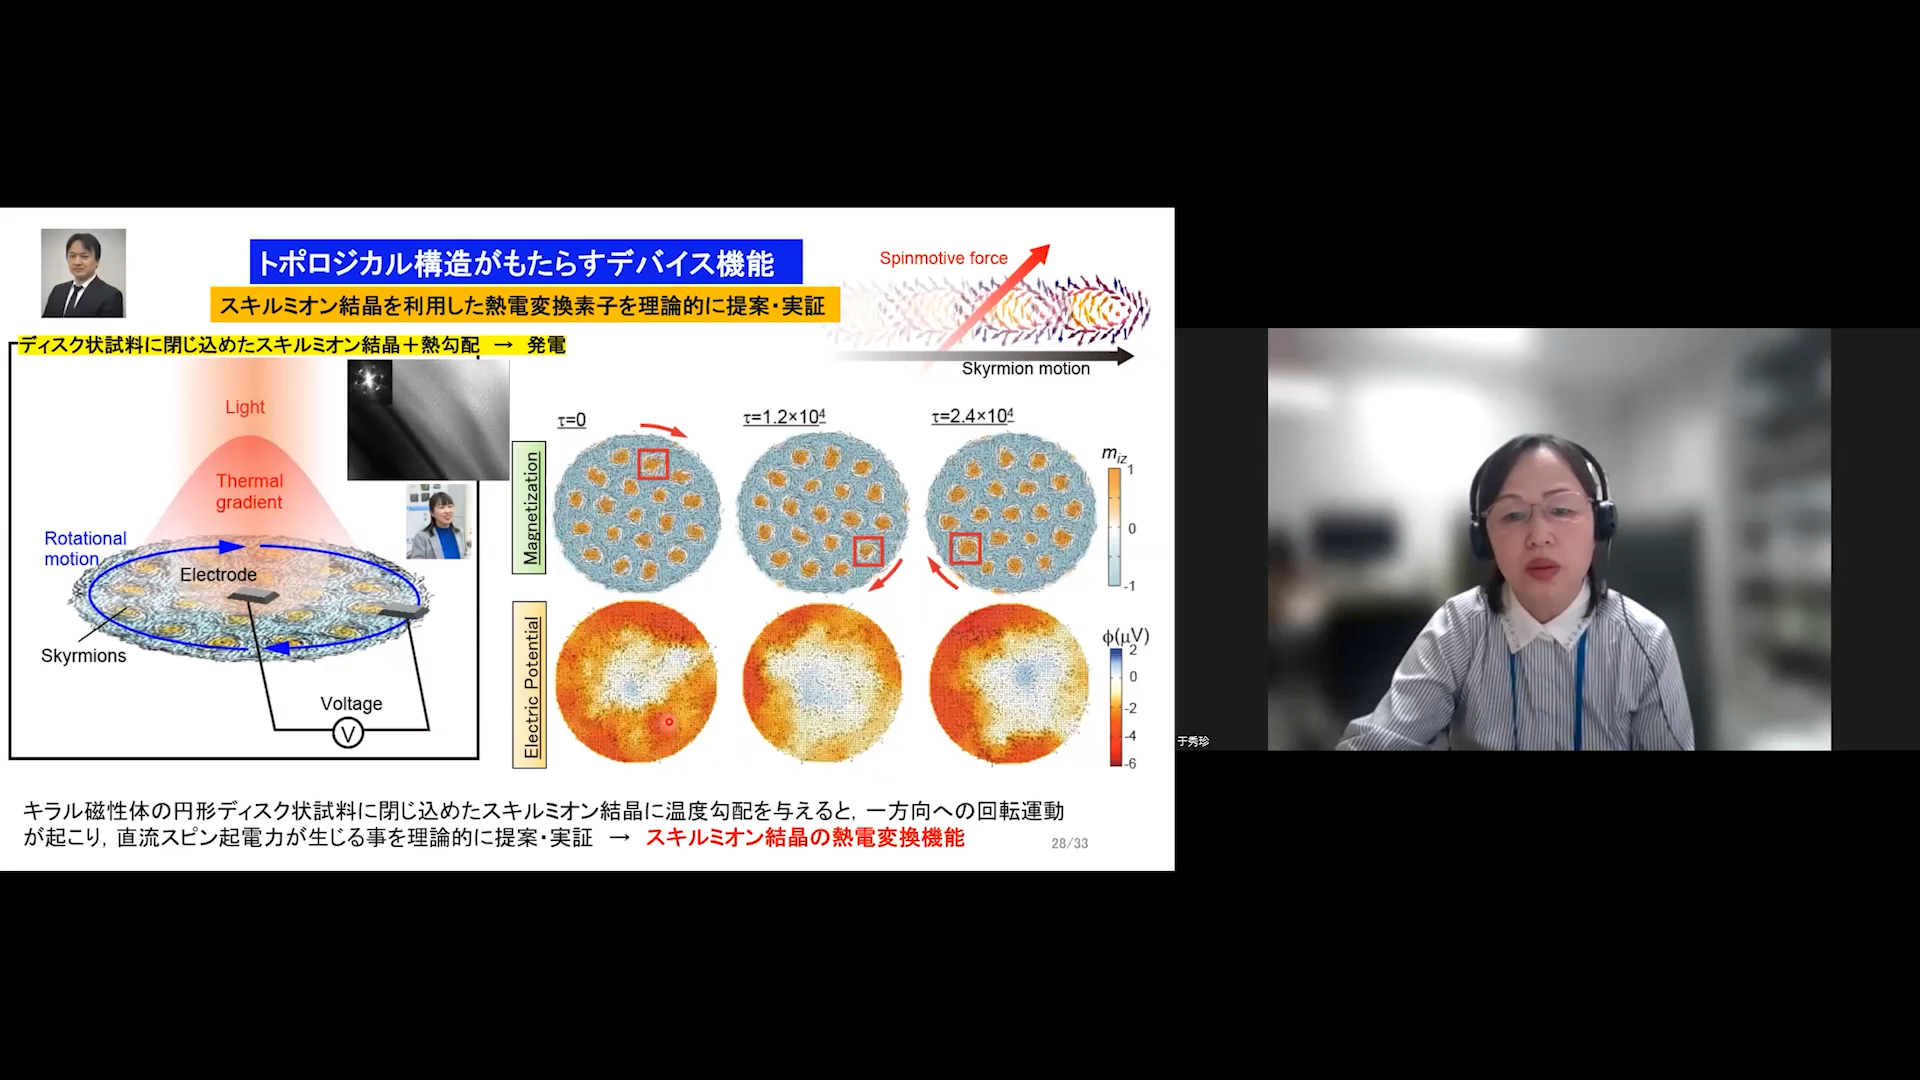 トポロジカル構造がもたらすデバイス機能
スキルミオン結晶を利用した熱電変換素子を理論的に提案・実証
ディスク状試料に閉じ込めたスキルミオン結晶＋熱勾配 → 発電
Spinmotive force
Skyrmion motion
Light
Thermal
gradient
Rotational
motion
Electrode
Skyrmions
Voltage
V
τ=0
τ=1.2×10⁴
τ=2.4×10⁴
Magnetization
miz
1
0
-1
Electric Potential
ϕ(μV)
2
0
-2
-4
-6
キラル磁性体の円形ディスク状試料に閉じ込めたスキルミオン結晶に温度勾配を与えると, 一方向への回転運動
が起こり, 直流スピン起電力が生じる事を理論的に提案・実証 → スキルミオン結晶の熱電変換機能
28/33
于秀珍